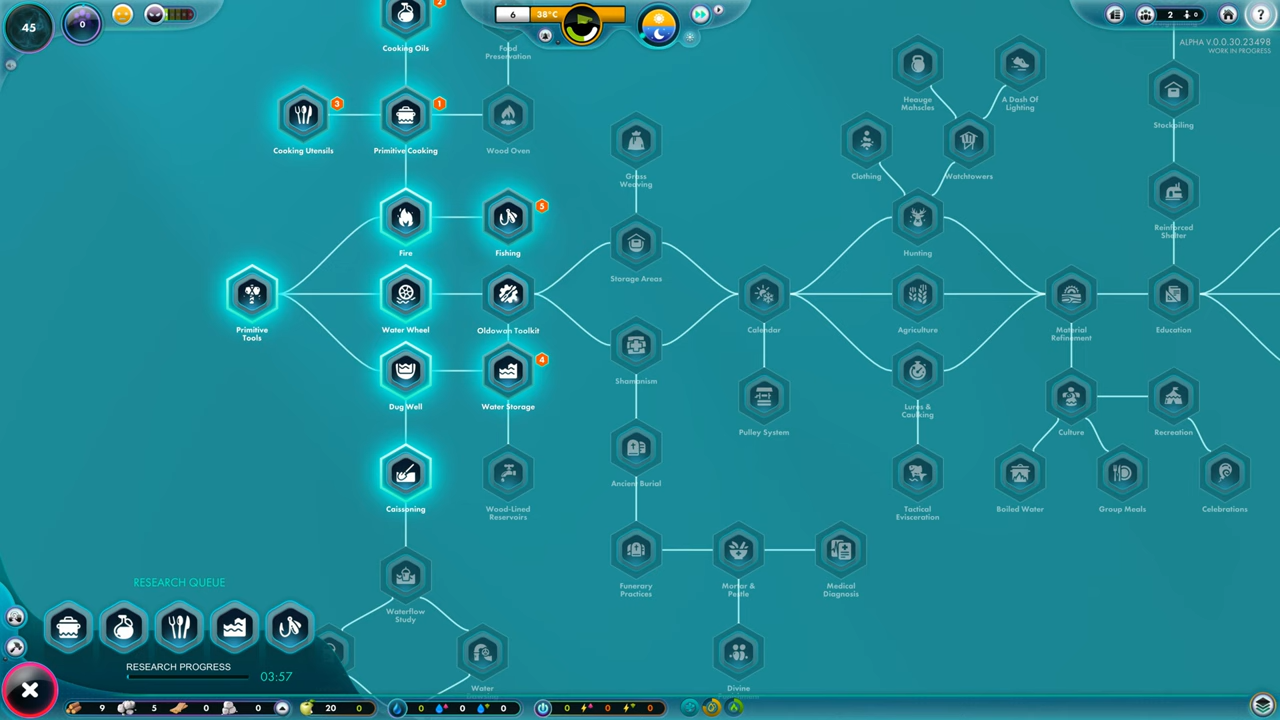 45
0
2
6
38°C
2
0
?
ALPHA V.0.0.30.23498
WORK IN PROGRESS
Cooking Oils
Food
Preservation
Heauge
Mahscles
A Dash Of
Lighting
3
1
Cooking Utensils
Primitive Cooking
Wood Oven
Stockpiling
Clothing
Watchtowers
Grass
Weaving
5
Fire
Fishing
Hunting
Reinforced
Shelter
Storage Areas
Primitive
Tools
Water Wheel
Oldowan Toolkit
Calendar
Agriculture
Material
Refinement
Education
4
Dug Well
Water Storage
Shamanism
Lures &
Caulking
Pulley System
Culture
Recreation
Caissoning
Wood-Lined
Reservoirs
Ancient Burial
Tactical
Evisceration
Boiled Water
Group Meals
Celebrations
Funerary
Practices
Mortar &
Pestle
Medical
Diagnosis
Waterflow
Study
RESEARCH QUEUE
RESEARCH PROGRESS
03:57
Water
Divine
9
5
0
0
20
0
0
0
0
0
0
0